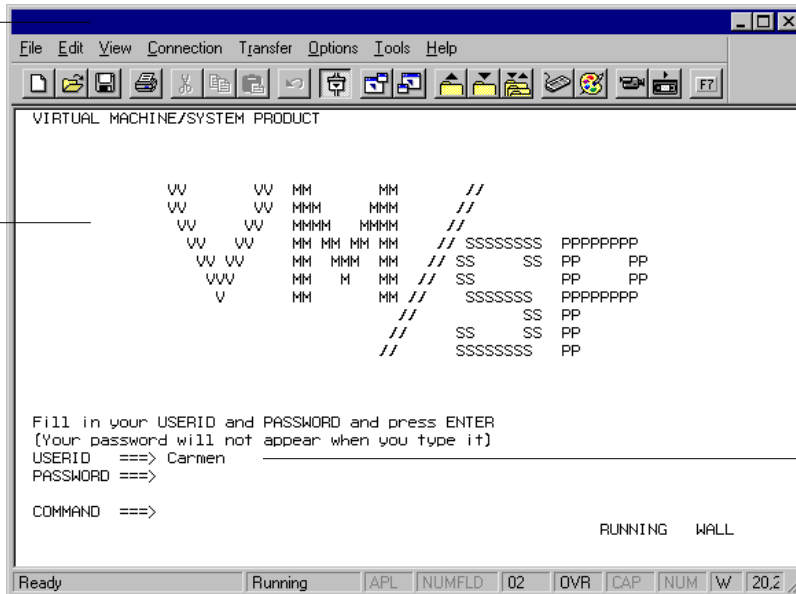 File Edit View Connection Transfer Options Tools Help
F7
VIRTUAL MACHINE/SYSTEM PRODUCT
VV        VV  MM       MM        //
VV        VV  MMM     MMM       //
 VV      VV   MMMM   MMMM      //
  VV    VV    MM MM MM MM     // SSSSSSSS  PPPPPPPP
   VV VV      MM  MMM  MM    // SS     SS  PP     PP
    VVV       MM   M   MM   // SS          PP     PP
     V        MM       MM //    SSSSSSS   PPPPPPPP
                         //           SS  PP
                        //     SS     SS  PP
                       //      SSSSSSSS   PP
Fill in your USERID and PASSWORD and press ENTER
(Your password will not appear when you type it)
USERID ===> Carmen
PASSWORD ===>
COMMAND ===>
RUNNING WALL
Ready Running APL NUMFLD 02 OVR CAP NUM W 20,2